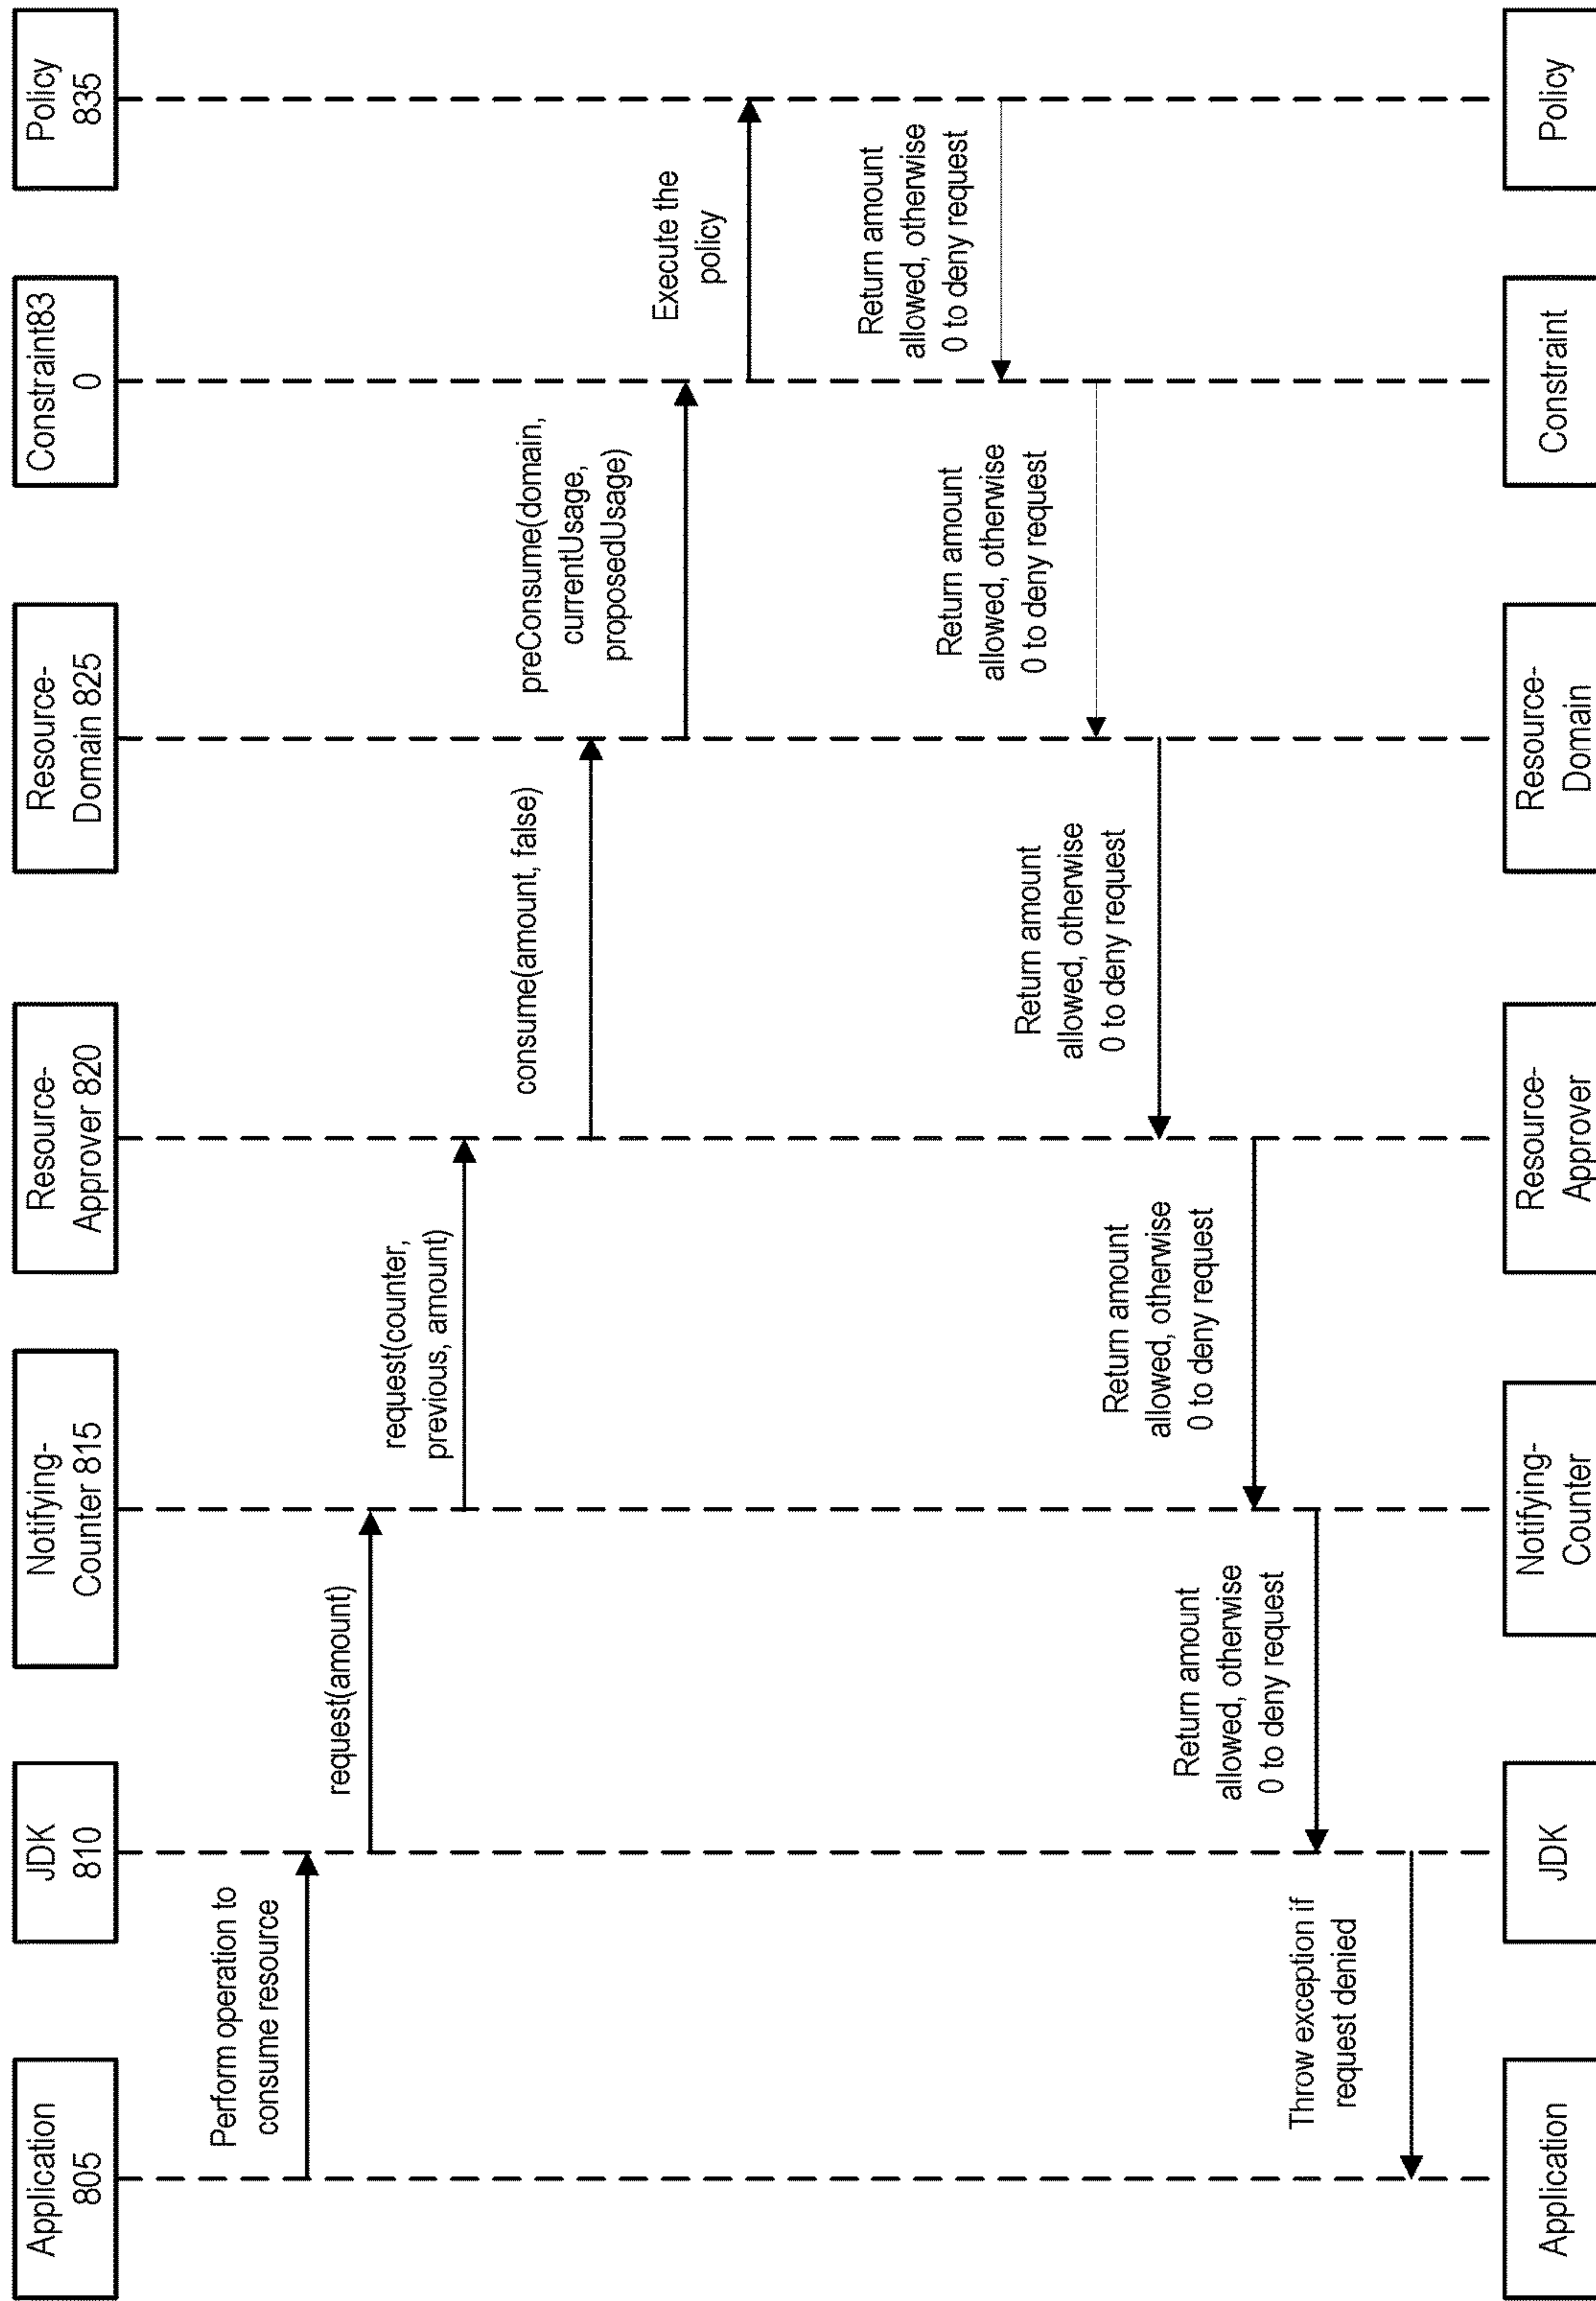 Application
805
JDK
810
Notifying-
Counter 815
Resource-
Approver 820
Resource-
Domain 825
Constraint83
0
Policy
835
Perform operation to
consume resource
request(amount)
request(counter,
previous, amount)
consume(amount, false)
preConsume(domain,
currentUsage,
proposedUsage)
Execute the
policy
Return amount
allowed, otherwise
0 to deny request
Return amount
allowed, otherwise
0 to deny request
Return amount
allowed, otherwise
0 to deny request
Return amount
allowed, otherwise
0 to deny request
Return amount
allowed, otherwise
0 to deny request
Throw exception if
request denied
Application
JDK
Notifying-
Counter
Resource-
Approver
Resource-
Domain
Constraint
Policy